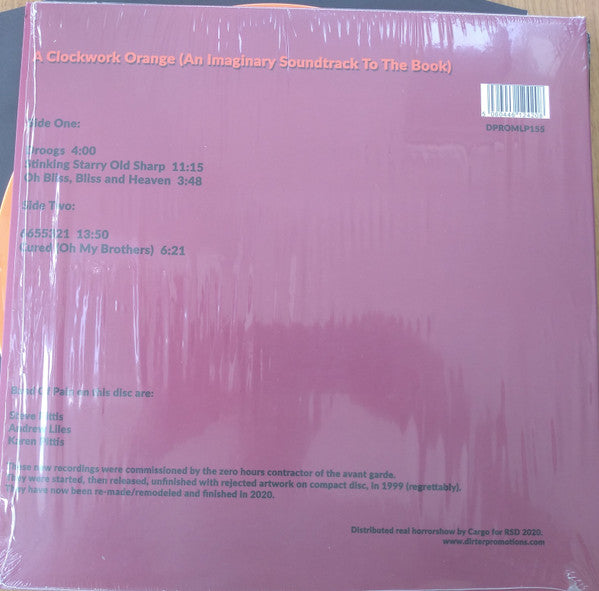 A Clockwork Orange (An Imaginary Soundtrack To The Book)
DPROMLP155
Side One:
Droogs 4:00
Stinking Starry Old Sharp 11:15
Oh Bliss, Bliss and Heaven 3:48
Side Two:
6655321 13:50
Cured (Oh My Brothers) 6:21
Band Of Pain on this disc are:
Steve Pittis
Andrew Liles
Karen Pittis
These new recordings were commissioned by the zero hours contractor of the avant garde.
They were started, then released, unfinished with rejected artwork on compact disc, in 1999 (regrettably).
They have now been re-made/remodeled and finished in 2020.
Distributed real horrorshow by Cargo for RSD 2020.
www.dirterpromotions.com